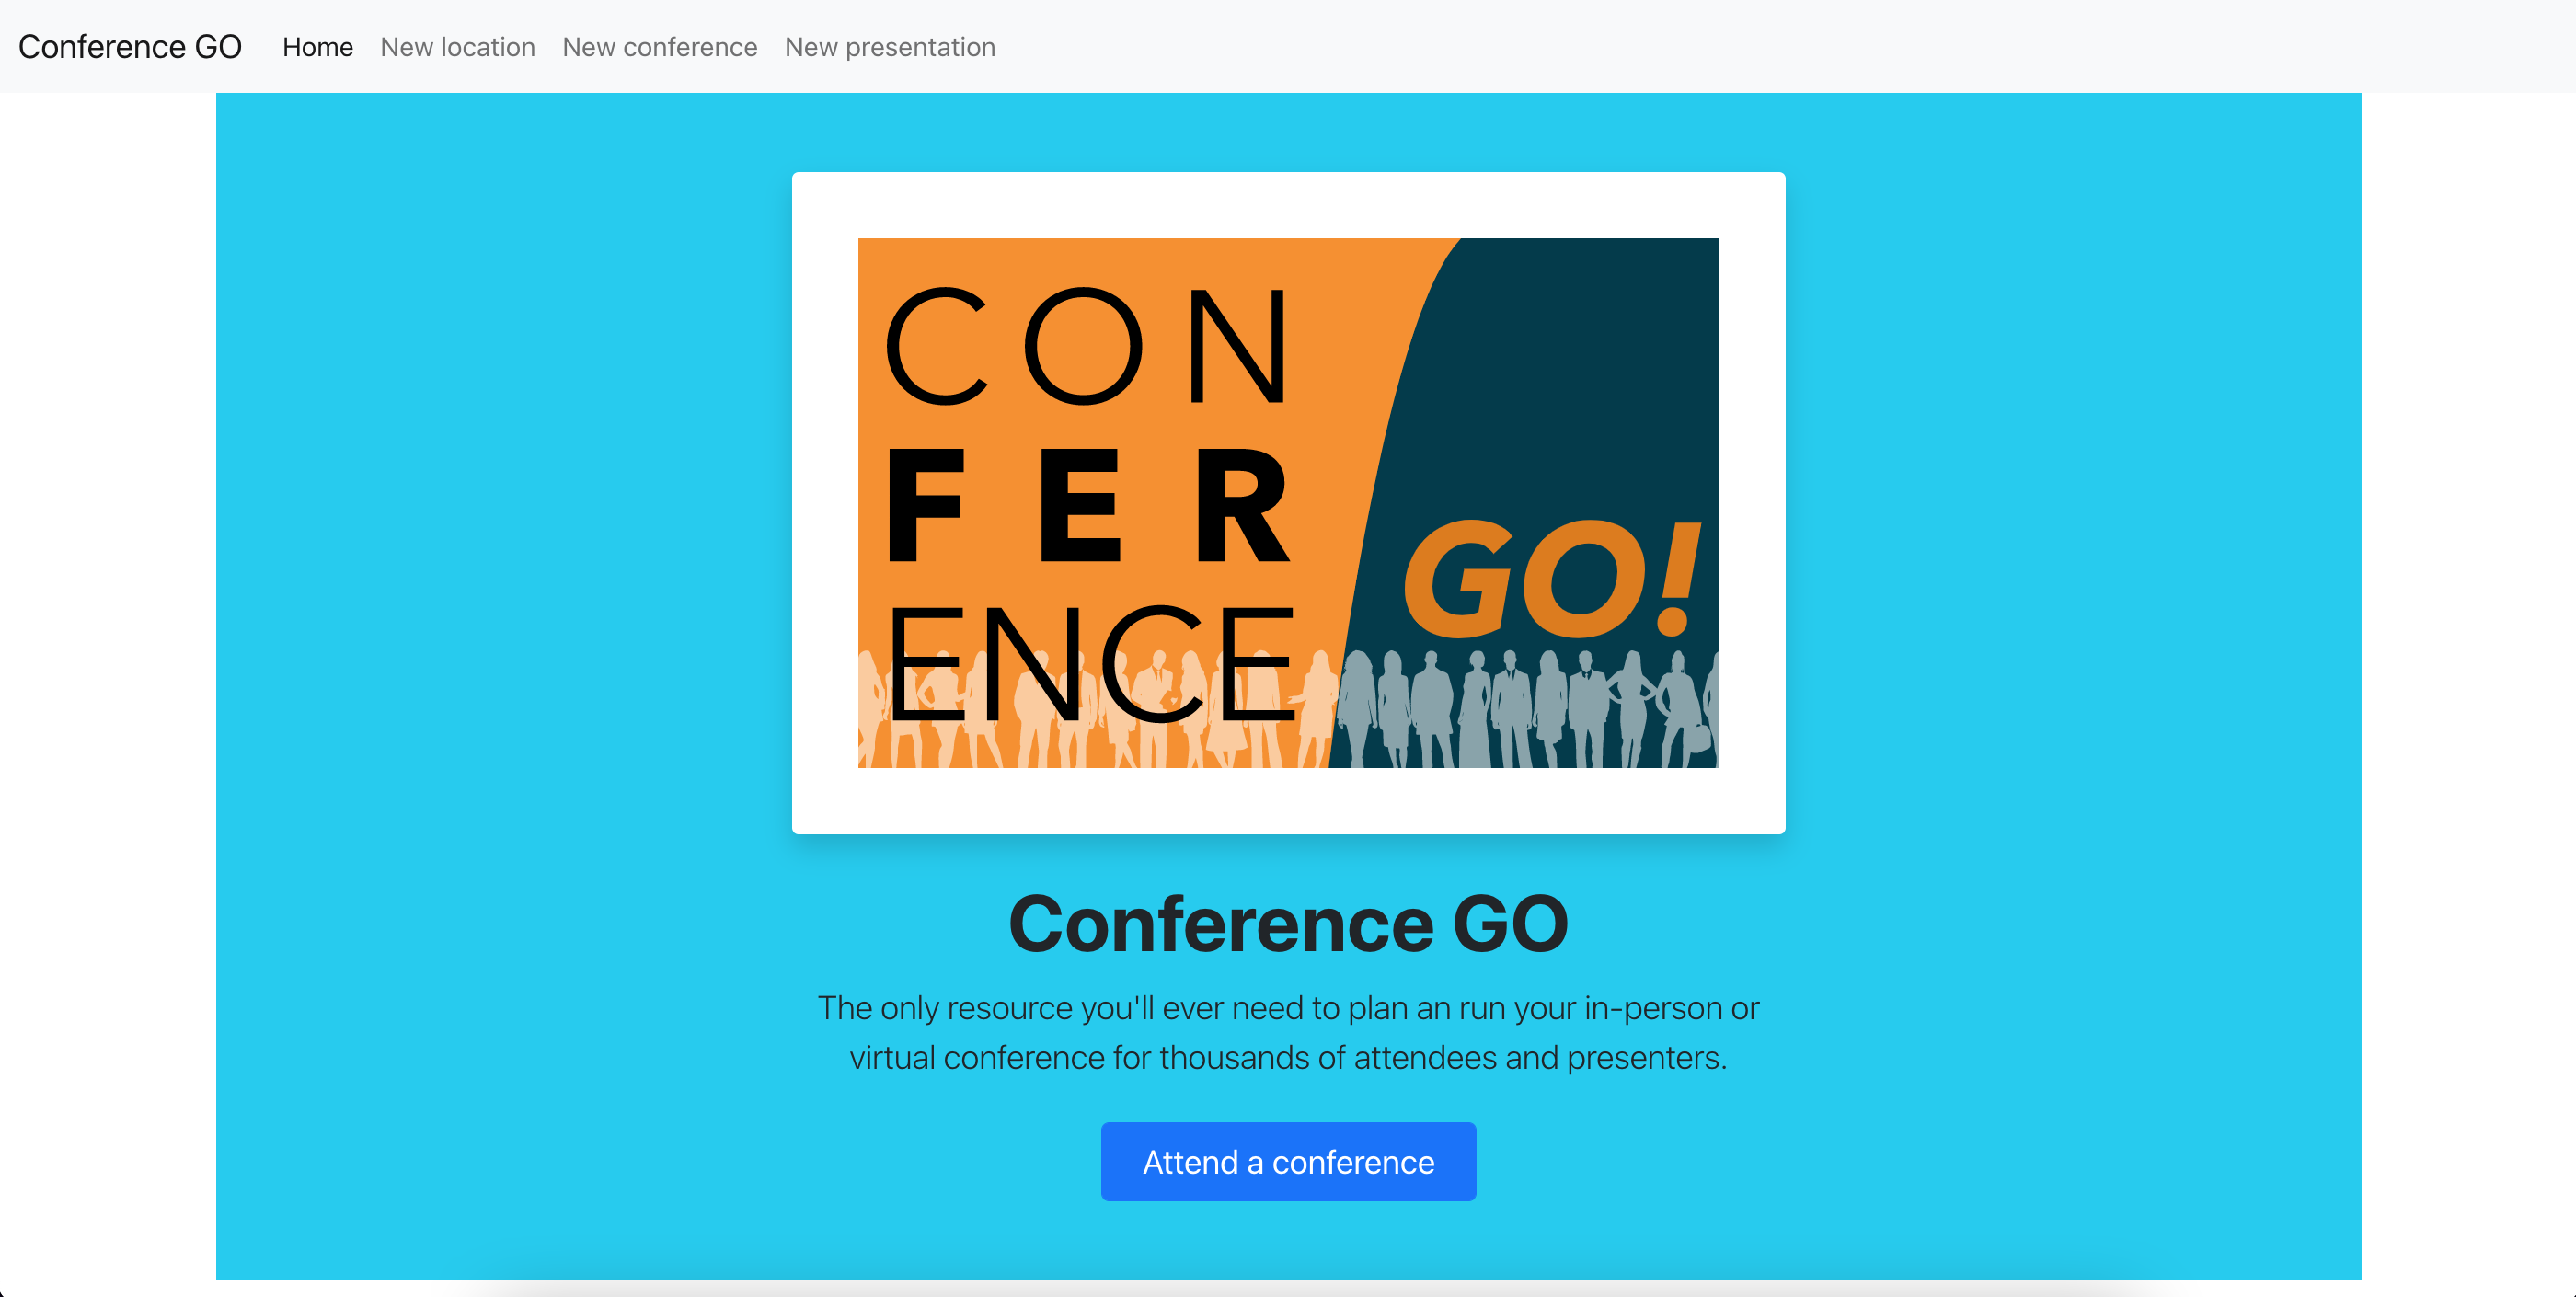 Conference GO Home New location New conference New presentation
CON
FER
ENCE
GO!
Conference GO
The only resource you'll ever need to plan an run your in-person or
virtual conference for thousands of attendees and presenters.
Attend a conference